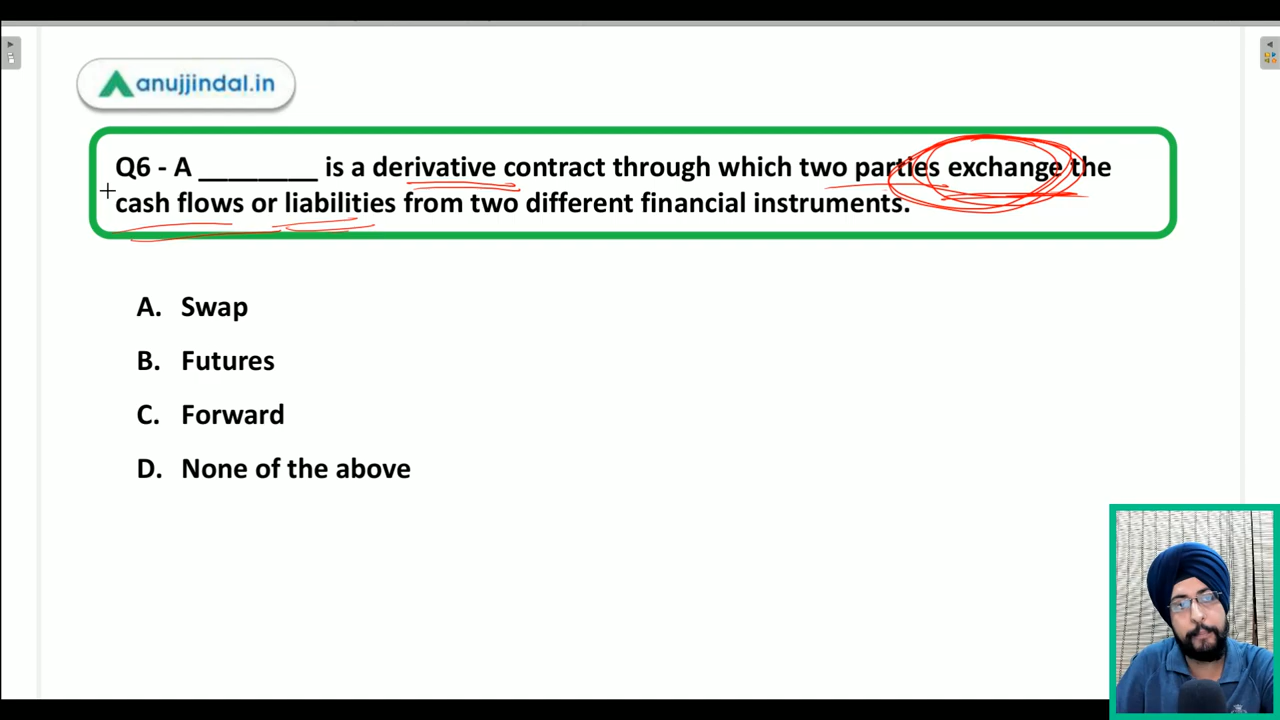 anujjindal.in
Q6 - A ________ is a derivative contract through which two parties exchange the
cash flows or liabilities from two different financial instruments.
A. Swap
B. Futures
C. Forward
D. None of the above